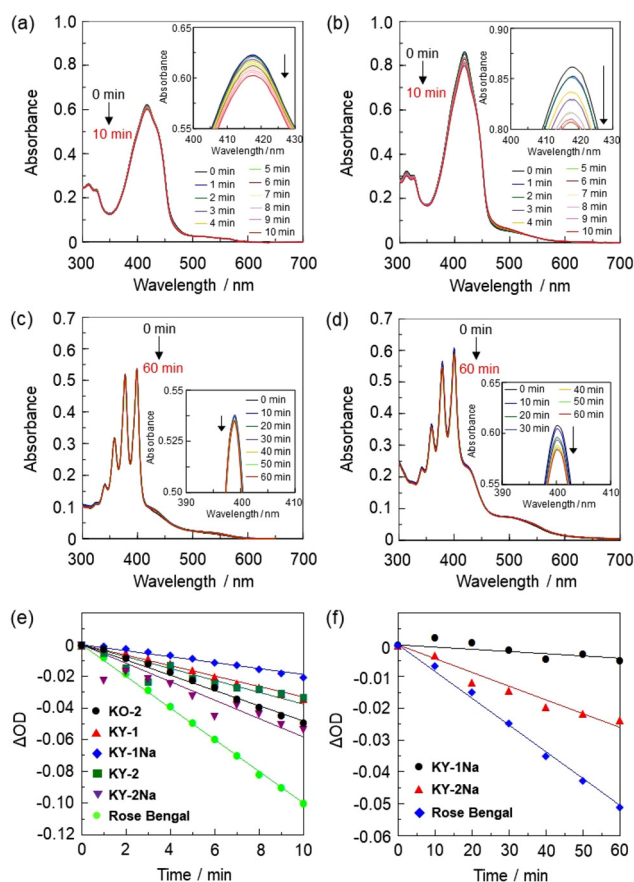 (a)
Absorbance
1.0
0.8
0.6
0.4
0.2
0
300 400 500 600 700
Wavelength / nm
0 min
10 min
Absorbance
0.65
0.60
0.55
400 410 420 430
Wavelength / nm
0 min
1 min
2 min
3 min
4 min
5 min
6 min
7 min
8 min
9 min
10 min
(b)
Absorbance
1.0
0.8
0.6
0.4
0.2
0
300 400 500 600 700
Wavelength / nm
0 min
10 min
Absorbance
0.90
0.85
0.80
400 410 420 430
Wavelength / nm
0 min
1 min
2 min
3 min
4 min
5 min
6 min
7 min
8 min
9 min
10 min
(c)
Absorbance
0.7
0.6
0.5
0.4
0.3
0.2
0.1
0
300 400 500 600 700
Wavelength / nm
0 min
60 min
Absorbance
0.55
0.525
0.50
390 400 410
Wavelength / nm
0 min
10 min
20 min
30 min
40 min
50 min
60 min
(d)
Absorbance
0.7
0.6
0.5
0.4
0.3
0.2
0.1
0
300 400 500 600 700
Wavelength / nm
0 min
60 min
Absorbance
0.65
0.60
0.55
390 400 410
Wavelength / nm
0 min
10 min
20 min
30 min
40 min
50 min
60 min
(e)
ΔOD
0
-0.02
-0.04
-0.06
-0.08
-0.10
-0.12
0 2 4 6 8 10
Time / min
KO-2
KY-1
KY-1Na
KY-2
KY-2Na
Rose Bengal
(f)
ΔOD
0
-0.01
-0.02
-0.03
-0.04
-0.05
-0.06
0 10 20 30 40 50 60
Time / min
KY-1Na
KY-2Na
Rose Bengal